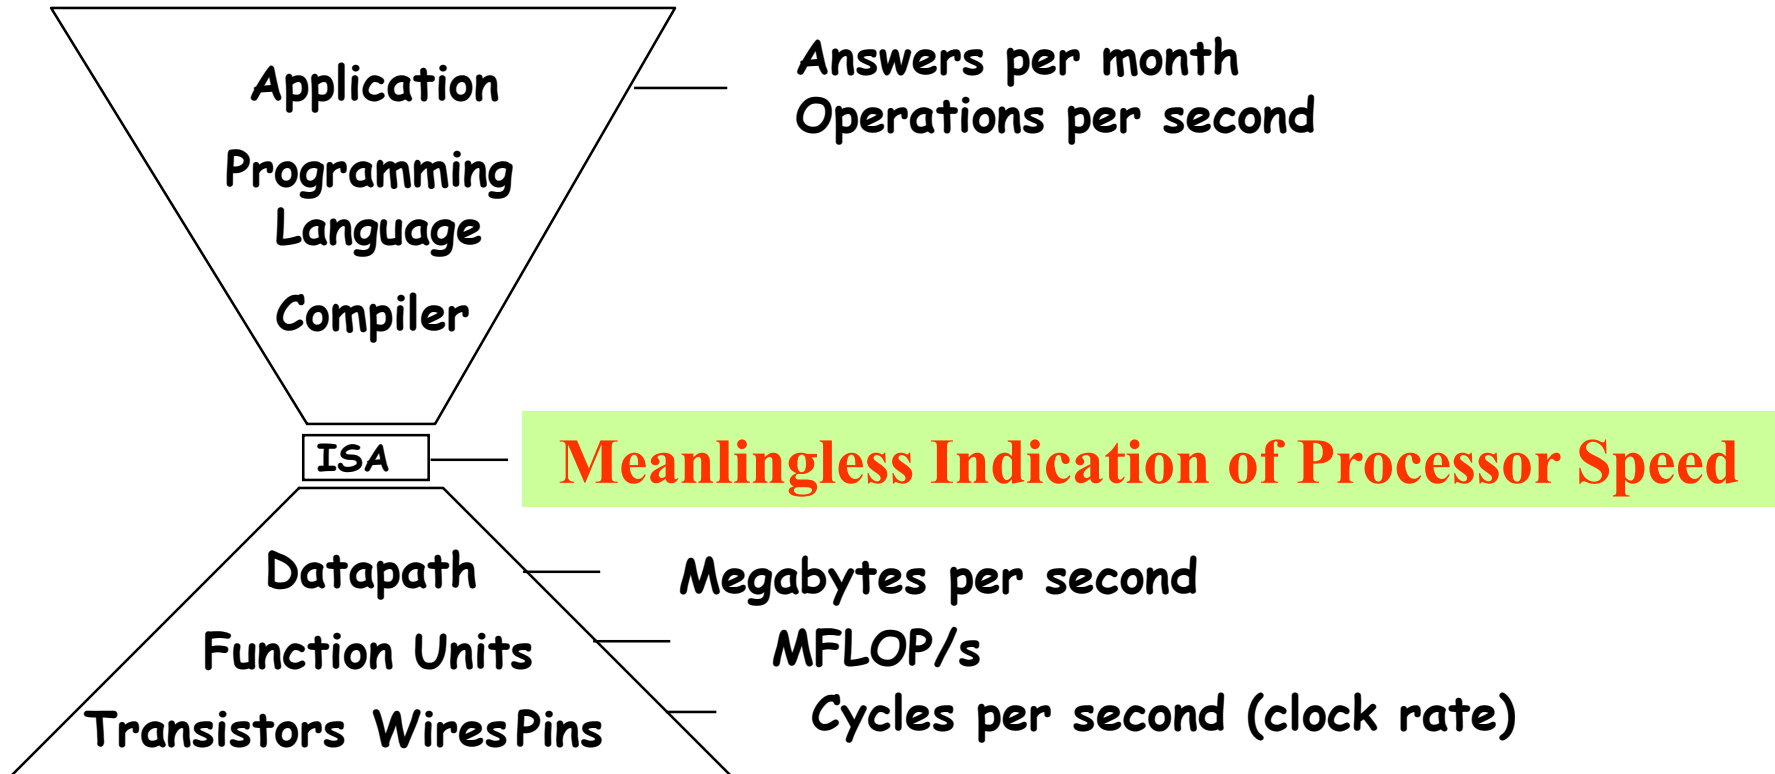 Application
Answers per month
Operations per second
Programming
Language
Compiler
ISA
Meanlingless Indication of Processor Speed
Datapath
Megabytes per second
Function Units
MFLOP/s
Transistors Wires Pins
Cycles per second (clock rate)